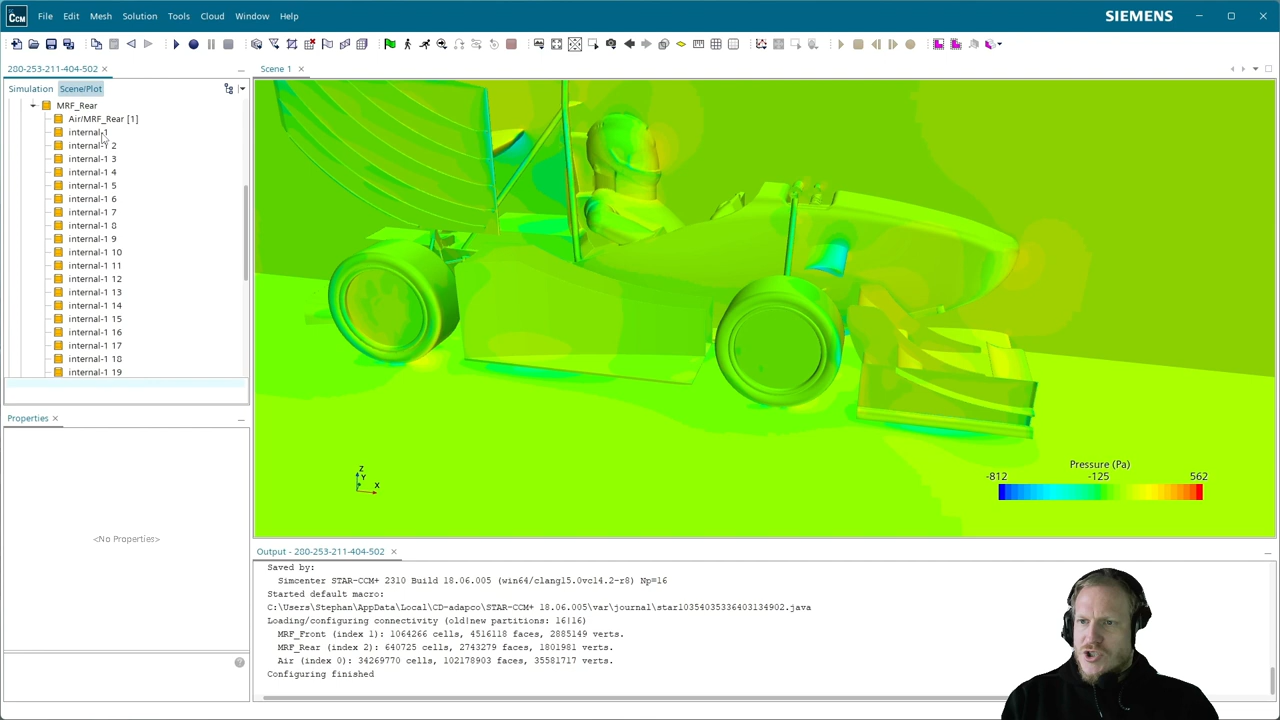 CCM
File Edit Mesh Solution Tools Cloud Window Help
SIEMENS
280-253-211-404-502
Scene 1
Simulation Scene/Plot
MRF_Rear
Air/MRF_Rear [1]
internal-1
internal-1 2
internal-1 3
internal-1 4
internal-1 5
internal-1 6
internal-1 7
internal-1 8
internal-1 9
internal-1 10
internal-1 11
internal-1 12
internal-1 13
internal-1 14
internal-1 15
internal-1 16
internal-1 17
internal-1 18
internal-1 19
Properties
<No Properties>
Z
Y
X
Pressure (Pa)
-812 -125 562
Output - 280-253-211-404-502
Saved by:
Simcenter STAR-CCM+ 2310 Build 18.06.005 (win64/clang15.0vc14.2-r8) Np=16
Started default macro:
C:\Users\Stephan\AppData\Local\CD-adapco\STAR-CCM+ 18.06.005\var\journal\star10354035336403134902.java
Loading/configuring connectivity (old|new partitions: 16|16)
MRF_Front (index 1): 1064266 cells, 4516118 faces, 2885149 verts.
MRF_Rear (index 2): 640725 cells, 2743279 faces, 1801981 verts.
Air (index 0): 34269770 cells, 102178903 faces, 35581717 verts.
Configuring finished